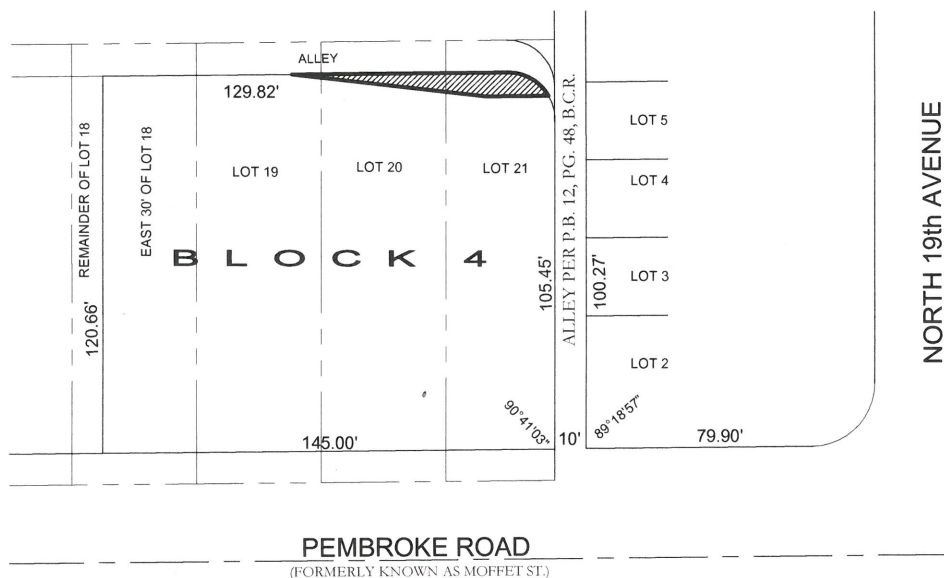 ALLEY
129.82'
REMAINDER OF LOT 18
EAST 30' OF LOT 18
LOT 19
LOT 20
LOT 21
ALLEY PER P.B. 12, PG. 48, B.C.R.
LOT 5
LOT 4
LOT 3
LOT 2
NORTH 19th AVENUE
BLOCK 4
120.66'
105.45'
100.27'
90°41'03"
89°18'57"
145.00'
10'
79.90'
PEMBROKE ROAD
(FORMERLY KNOWN AS MOFFET ST.)